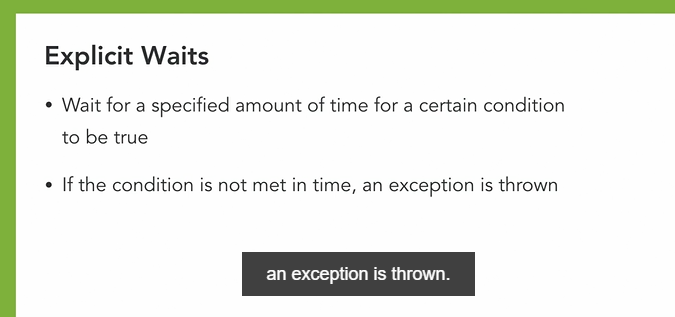 Explicit Waits
• Wait for a specified amount of time for a certain condition
to be true
• If the condition is not met in time, an exception is thrown
an exception is thrown.